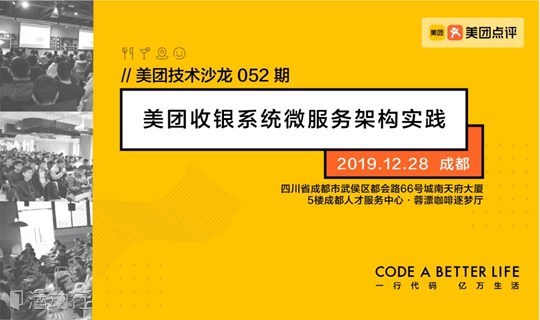 美团 美团点评
// 美团技术沙龙 052 期
美团收银系统微服务架构实践
2019.12.28 成都
四川省成都市武侯区都会路66号城南天府大厦
5楼成都人才服务中心·蓉漂咖啡逐梦厅
CODE A BETTER LIFE
一行代码 亿万生活
活动行